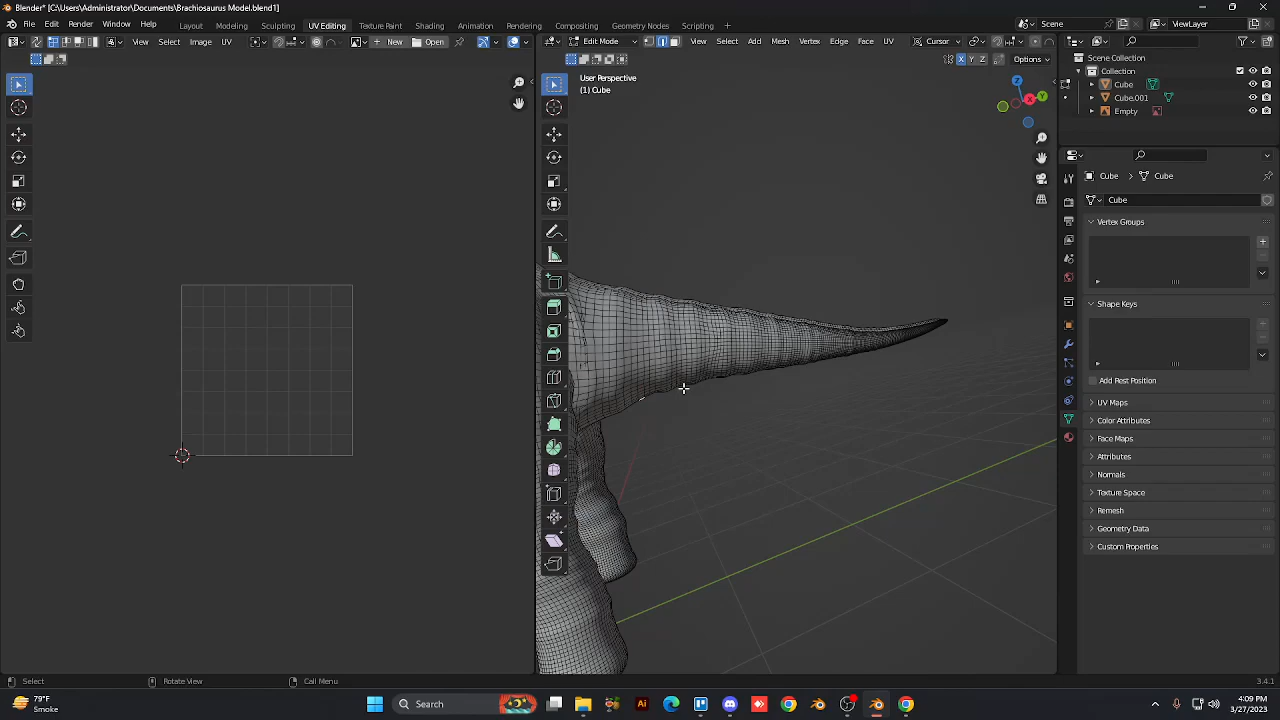 Blender* [C:\Users\Administrator\Documents\Brachiosaurus Model.blend1]
File Edit Render Window Help Layout Modeling Sculpting UV Editing Texture Paint Shading Animation Rendering Compositing Geometry Nodes Scripting + Scene ViewLayer
View Select Image UV New Open Edit Mode View Select Add Mesh Vertex Edge Face UV Cursor
X Y Z Options
User Perspective
(1) Cube
Z
X
Y
Scene Collection
Collection
Cube
Cube.001
Empty
Cube Cube
Cube
Vertex Groups
Shape Keys
Add Rest Position
UV Maps
Color Attributes
Face Maps
Attributes
Normals
Texture Space
Remesh
Geometry Data
Custom Properties
Select Rotate View Call Menu 3.4.1
79°F
Smoke
Search
Ai
4:09 PM
3/27/2023